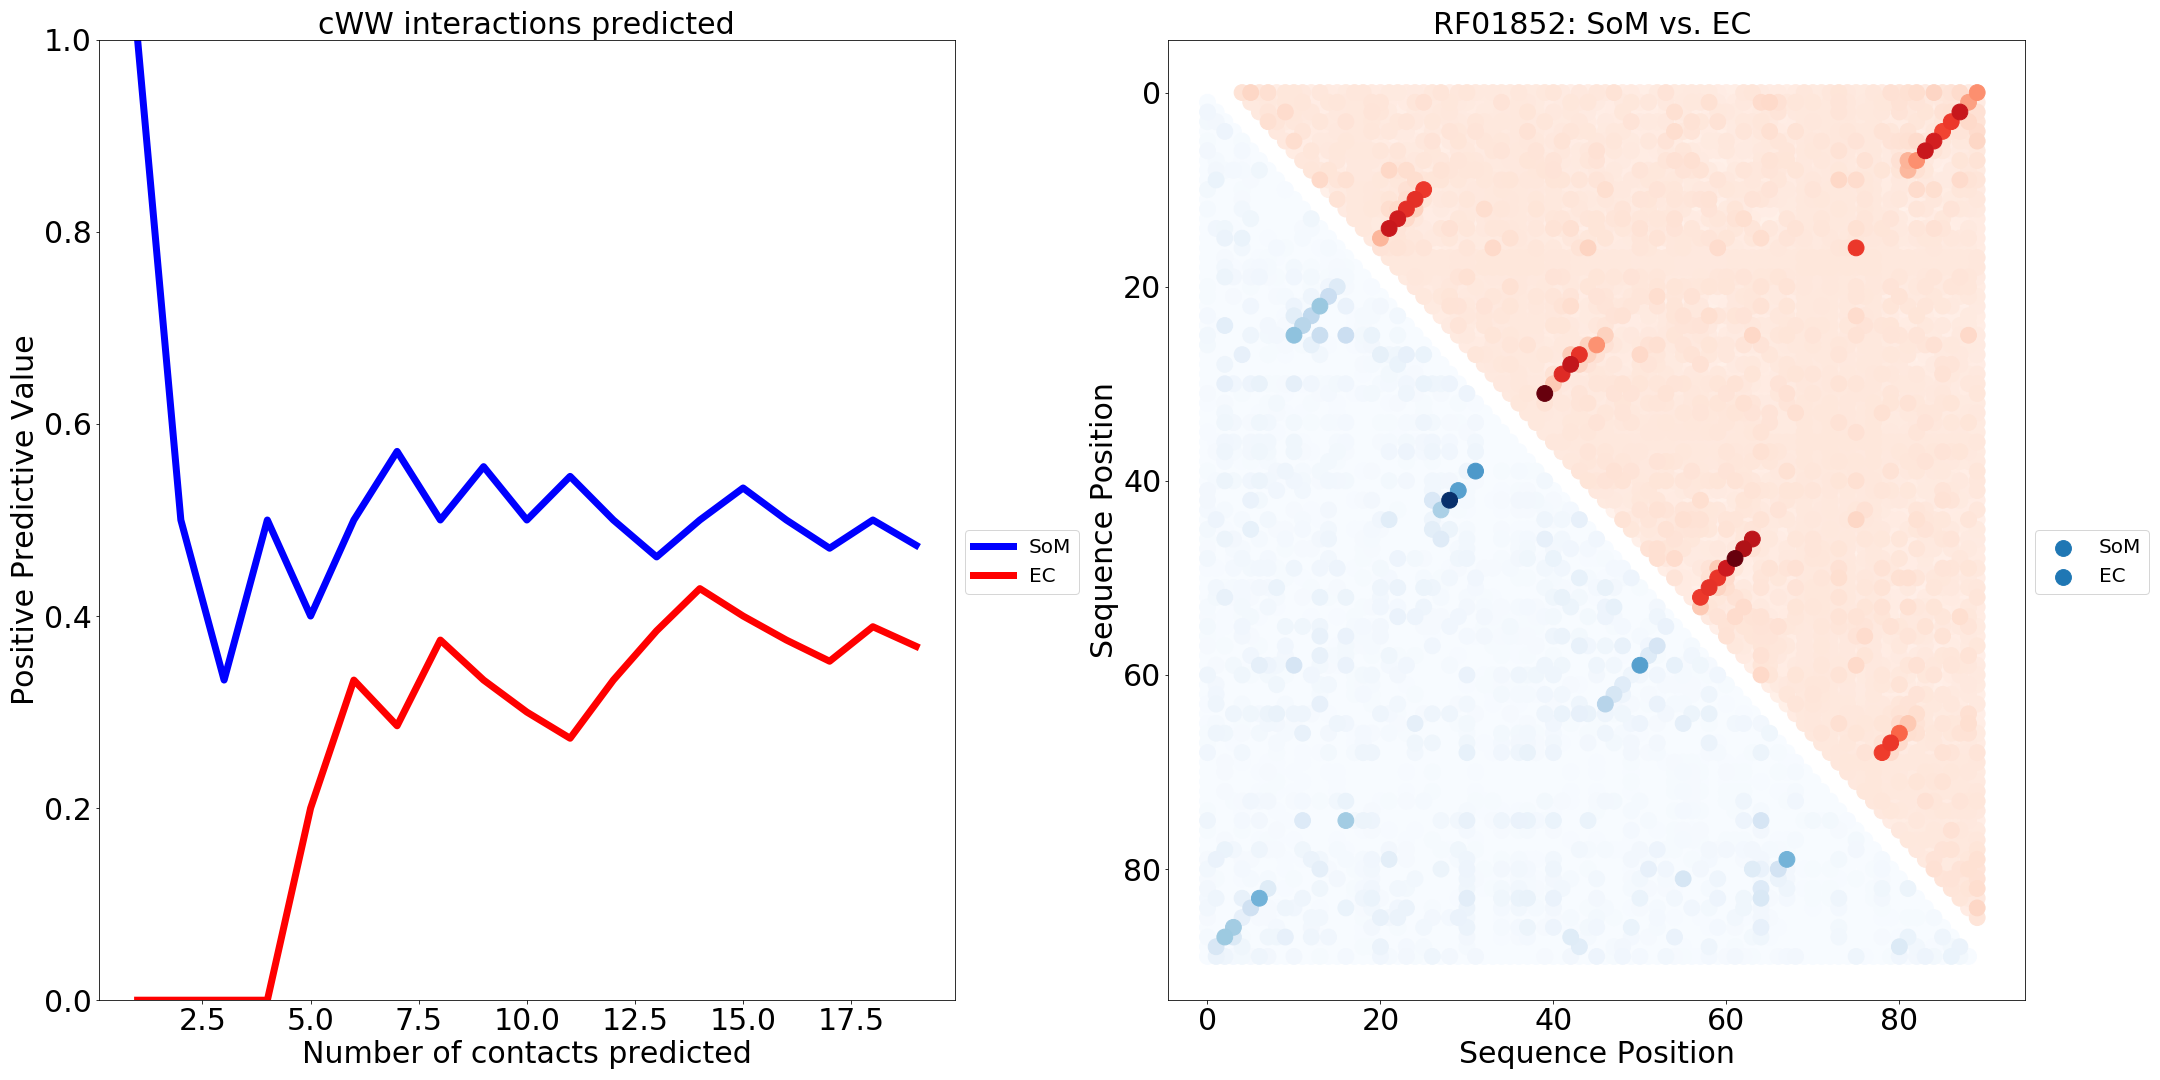 cWW interactions predicted
1.0
0.8
0.6
0.4
0.2
0.0
Positive Predictive Value
2.5 5.0 7.5 10.0 12.5 15.0 17.5
Number of contacts predicted
SoM
EC
RF01852: SoM vs. EC
0
20
40
60
80
Sequence Position
0 20 40 60 80
Sequence Position
SoM
EC